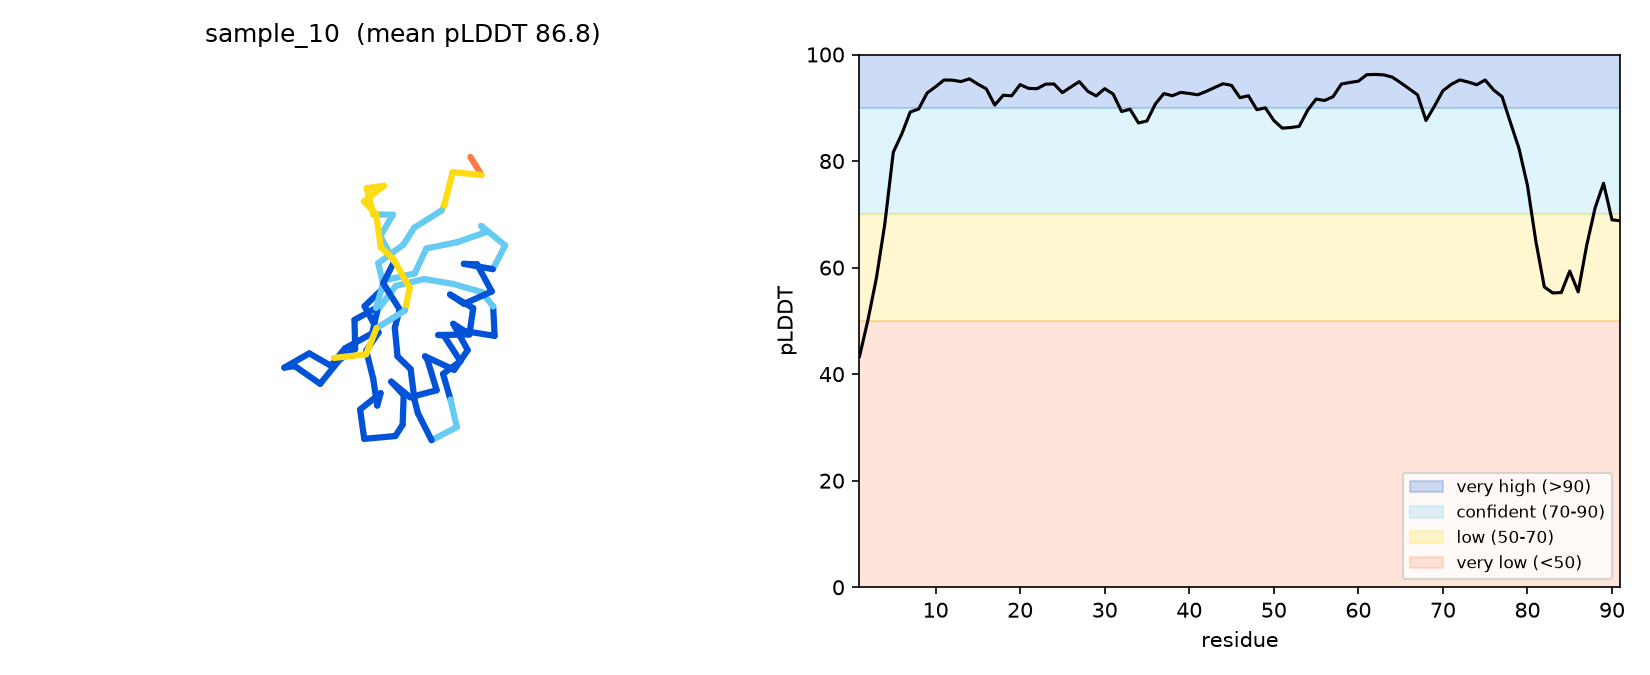 sample_10  (mean pLDDT 86.8)
pLDDT
100
80
60
40
20
0
10 20 30 40 50 60 70 80 90
residue
very high (>90)
confident (70-90)
low (50-70)
very low (<50)